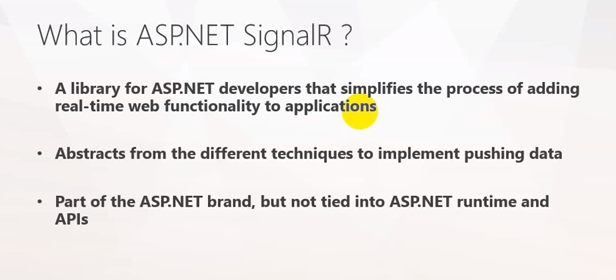 What is ASP.NET SignalR ?
• A library for ASP.NET developers that simplifies the process of adding
real-time web functionality to applications
• Abstracts from the different techniques to implement pushing data
• Part of the ASP.NET brand, but not tied into ASP.NET runtime and
APIs